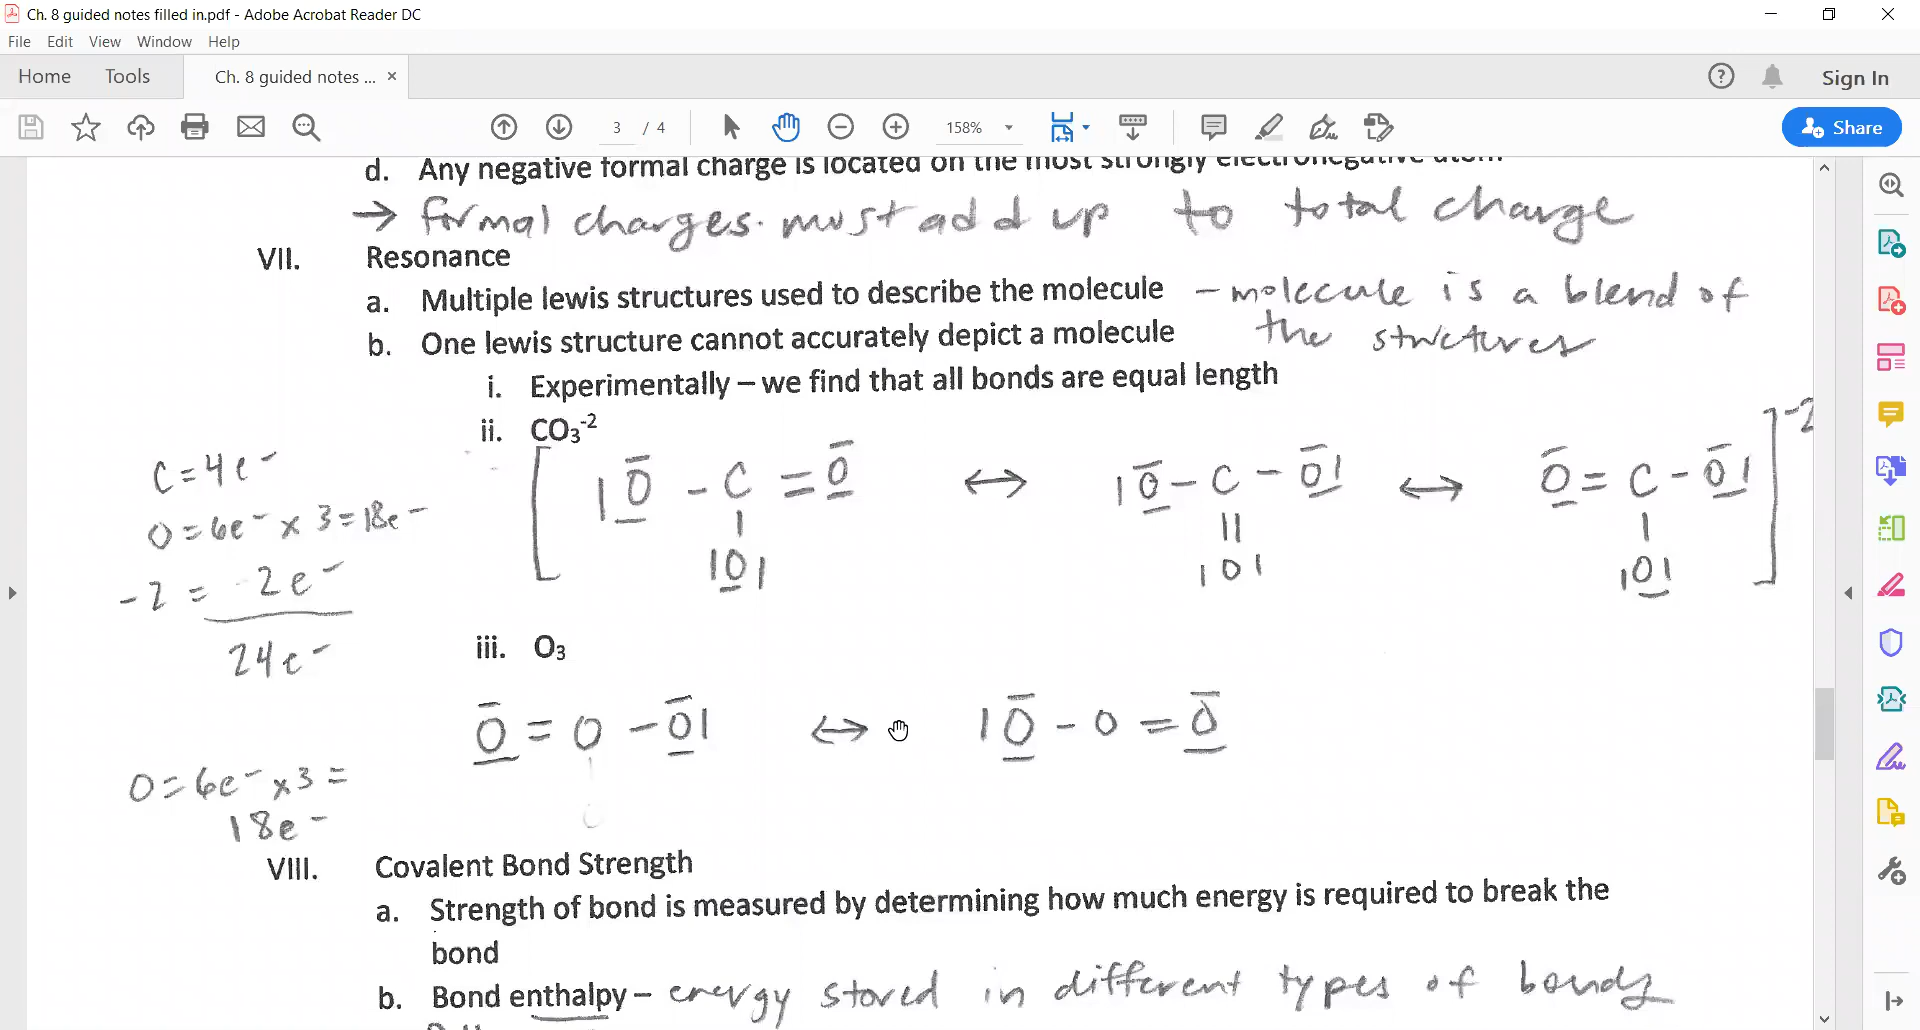 Ch. 8 guided notes filled in.pdf - Adobe Acrobat Reader DC
File Edit View Window Help
Home Tools Ch. 8 guided notes ... × Sign In
3 / 4 158% Share
d. Any negative formal charge is located on the most strongly electronegative atom.
→ formal charges. must add up to total charge
VII. Resonance
a. Multiple lewis structures used to describe the molecule - molecule is a blend of
b. One lewis structure cannot accurately depict a molecule the structures
i. Experimentally – we find that all bonds are equal length
ii. CO₃⁻²
C = 4e⁻
O = 6e⁻ x 3 = 18e⁻
-2 = 2e⁻
24e⁻
[ |O - C = O ↔ |O - C - O| ↔ O = C - O| ]⁻²
| || |
|O| |O| |O|
iii. O₃
O = O - O| ↔ |O - O = O
O = 6e⁻ x 3 =
18e⁻
VIII. Covalent Bond Strength
a. Strength of bond is measured by determining how much energy is required to break the
bond
b. Bond enthalpy – energy stored in different types of bonds